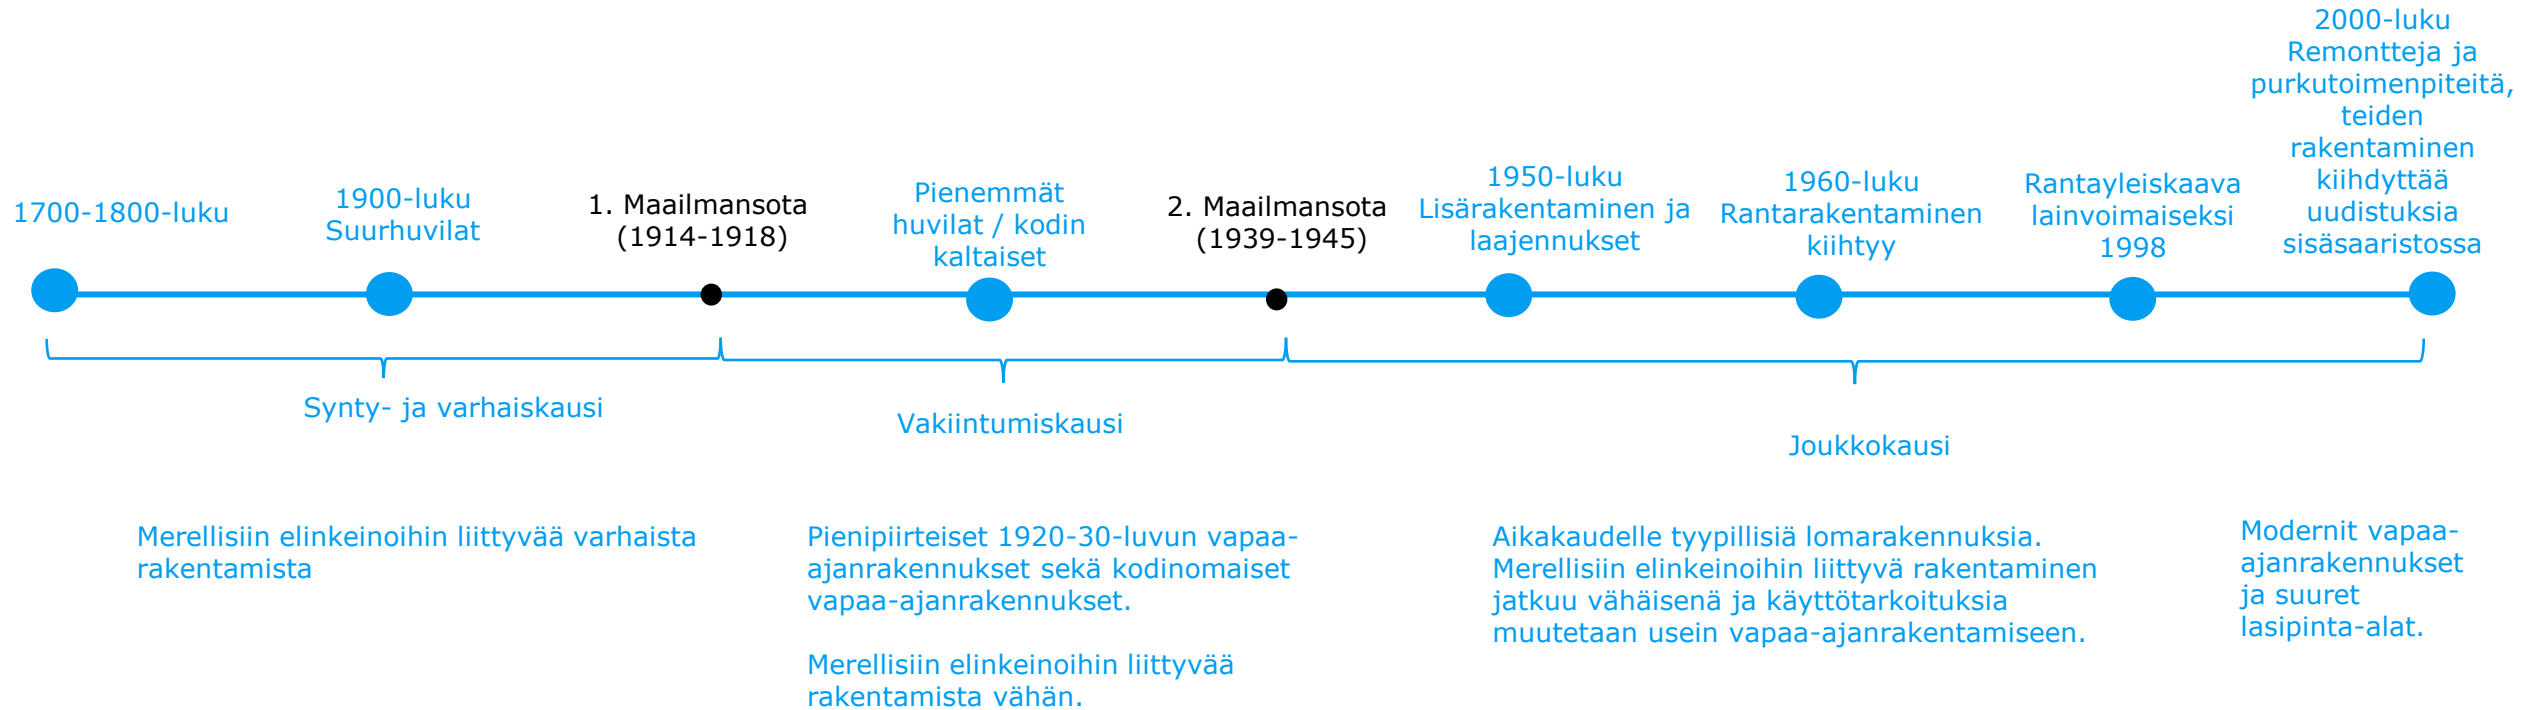 1700-1800-luku
1900-luku
Suurhuvilat
1. Maailmansota
(1914-1918)
Pienemmät
huvilat / kodin
kaltaiset
2. Maailmansota
(1939-1945)
1950-luku
Lisärakentaminen ja
laajennukset
1960-luku
Rantarakentaminen
kiihtyy
Rantayleiskaava
lainvoimaiseksi
1998
2000-luku
Remontteja ja
purkutoimenpiteitä,
teiden
rakentaminen
kiihdyttää
uudistuksia
sisäsaaristossa
Synty- ja varhaiskausi
Vakiintumiskausi
Joukkokausi
Merellisiin elinkeinoihin liittyvää varhaista
rakentamista
Pienipiirteiset 1920-30-luvun vapaa-
ajanrakennukset sekä kodinomaiset
vapaa-ajanrakennukset.
Merellisiin elinkeinoihin liittyvää
rakentamista vähän.
Aikakaudelle tyypillisiä lomarakennuksia.
Merellisiin elinkeinoihin liittyvä rakentaminen
jatkuu vähäisenä ja käyttötarkoituksia
muutetaan usein vapaa-ajanrakentamiseen.
Modernit vapaa-
ajanrakennukset
ja suuret
lasipinta-alat.